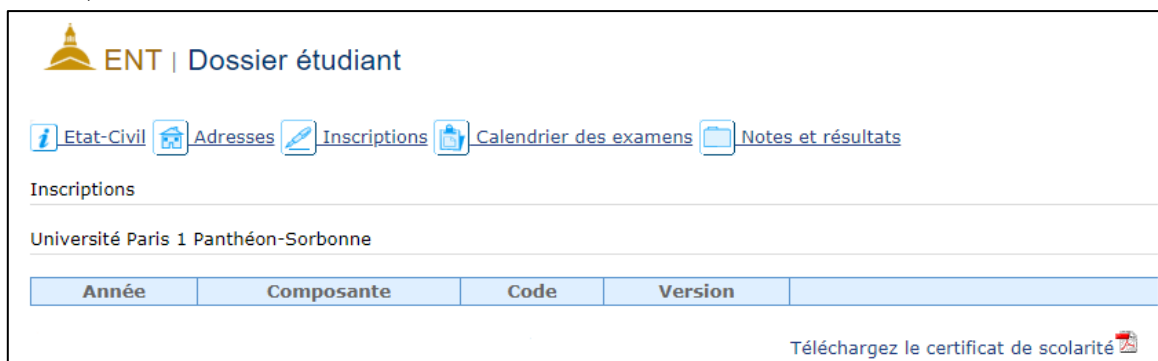 ENT | Dossier étudiant
Etat-Civil Adresses Inscriptions Calendrier des examens Notes et résultats
Inscriptions
Université Paris 1 Panthéon-Sorbonne
Année Composante Code Version
Téléchargez le certificat de scolarité